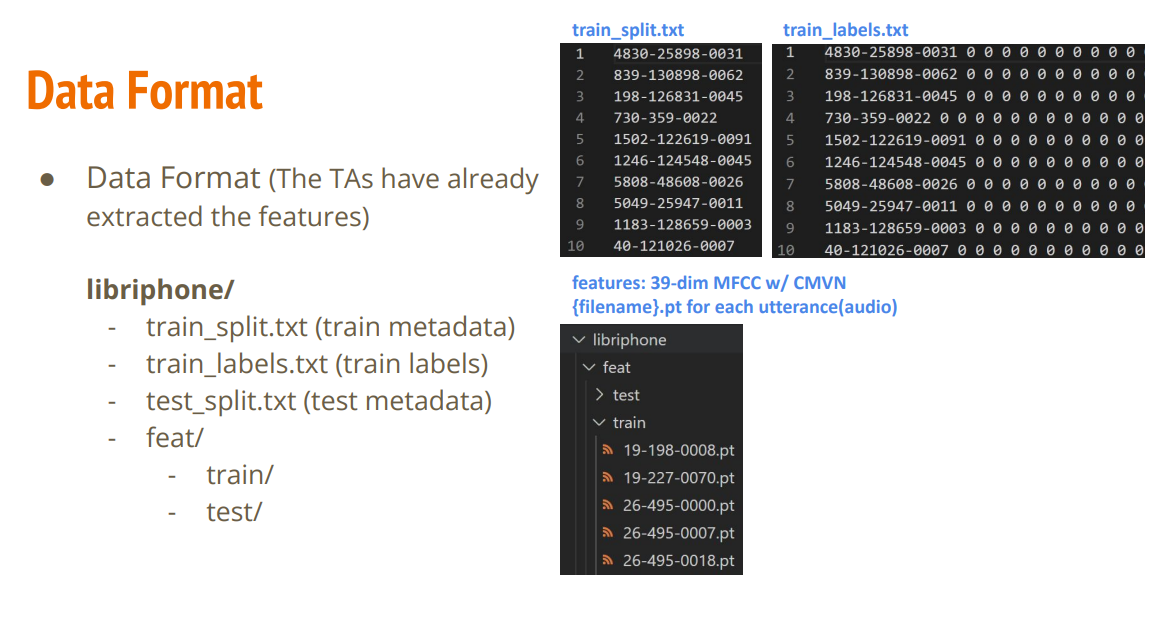 Data Format
● Data Format (The TAs have already
extracted the features)
libriphone/
- train_split.txt (train metadata)
- train_labels.txt (train labels)
- test_split.txt (test metadata)
- feat/
- train/
- test/
train_split.txt
1 4830-25898-0031
2 839-130898-0062
3 198-126831-0045
4 730-359-0022
5 1502-122619-0091
6 1246-124548-0045
7 5808-48608-0026
8 5049-25947-0011
9 1183-128659-0003
10 40-121026-0007
train_labels.txt
1 4830-25898-0031 0 0 0 0 0 0 0 0 0 0
2 839-130898-0062 0 0 0 0 0 0 0 0 0 0
3 198-126831-0045 0 0 0 0 0 0 0 0 0 0
4 730-359-0022 0 0 0 0 0 0 0 0 0 0 0 0
5 1502-122619-0091 0 0 0 0 0 0 0 0 0 0
6 1246-124548-0045 0 0 0 0 0 0 0 0 0 0
7 5808-48608-0026 0 0 0 0 0 0 0 0 0 0
8 5049-25947-0011 0 0 0 0 0 0 0 0 0 0
9 1183-128659-0003 0 0 0 0 0 0 0 0 0 0
10 40-121026-0007 0 0 0 0 0 0 0 0 0 0 0
features: 39-dim MFCC w/ CMVN
{filename}.pt for each utterance(audio)
libriphone
feat
test
train
19-198-0008.pt
19-227-0070.pt
26-495-0000.pt
26-495-0007.pt
26-495-0018.pt